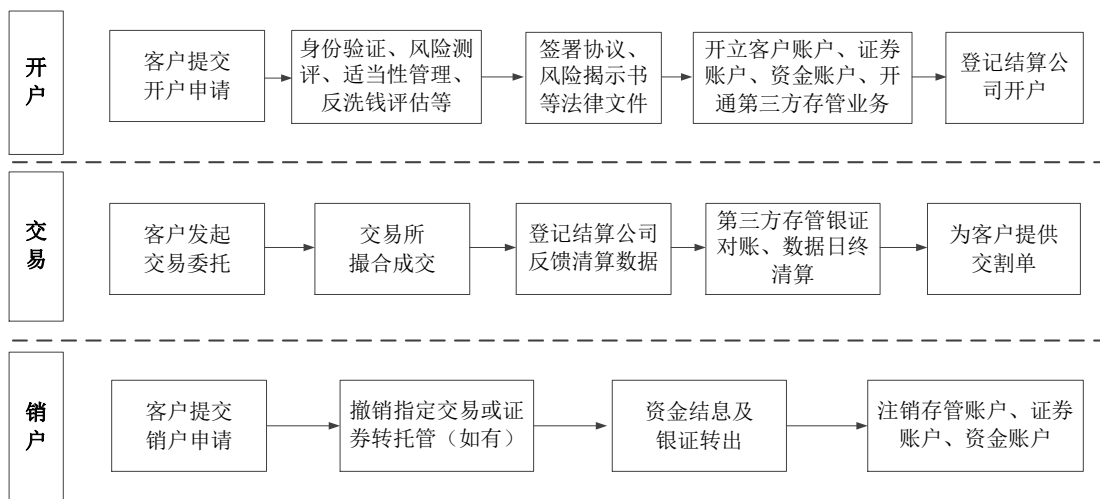 开
户
客户提交
开户申请
身份验证、风险测
评、适当性管理、
反洗钱评估等
签署协议、
风险揭示书
等法律文件
开立客户账户、证券
账户、资金账户、开
通第三方存管业务
登记结算公
司开户
交
易
客户发起
交易委托
交易所
撮合成交
登记结算公司
反馈清算数据
第三方存管银证
对账、数据日终
清算
为客户提供
交割单
销
户
客户提交
销户申请
撤销指定交易或证
券转托管（如有）
资金结息及
银证转出
注销存管账户、证券
账户、资金账户